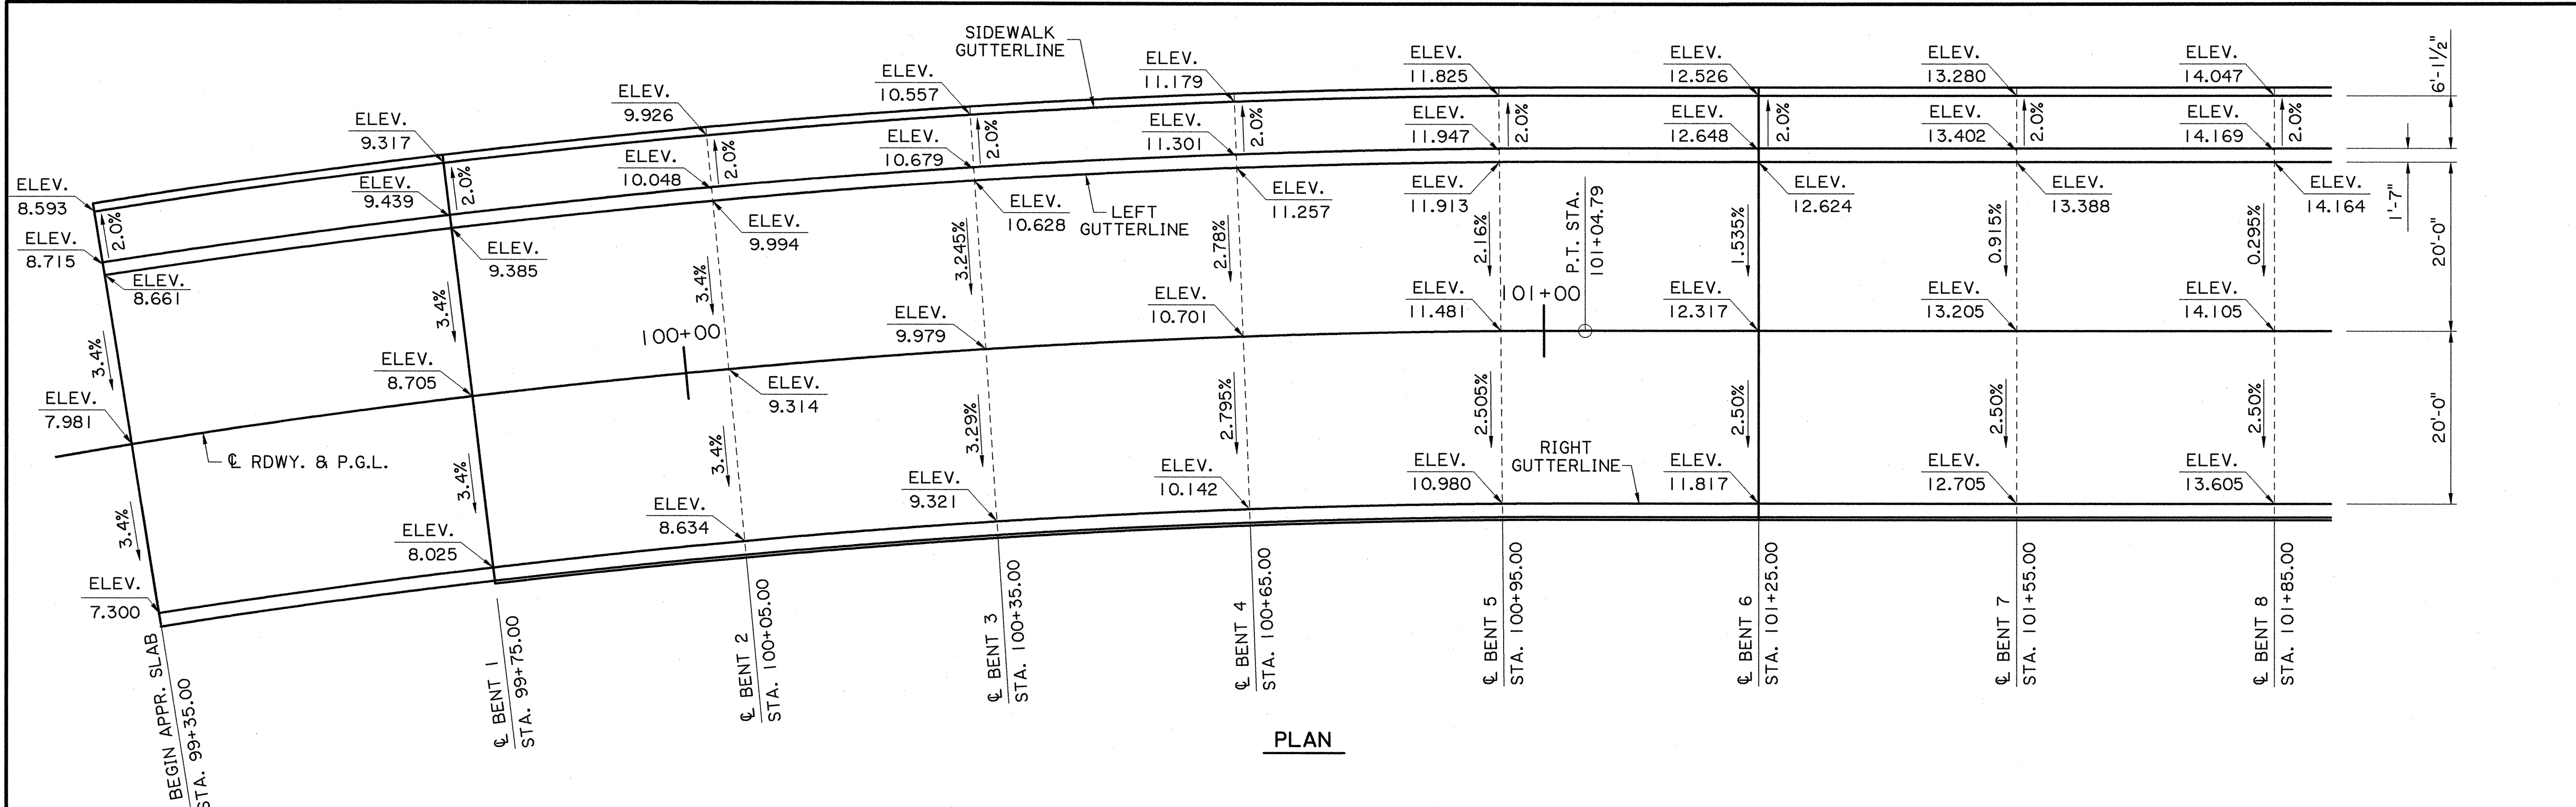 SIDEWALK
GUTTERLINE
ELEV.
8.593
ELEV.
9.317
ELEV.
9.926
ELEV.
10.557
ELEV.
11.179
ELEV.
11.825
ELEV.
12.526
ELEV.
13.280
ELEV.
14.047
6'-1½"
2.0%
2.0%
2.0%
2.0%
2.0%
2.0%
2.0%
2.0%
2.0%
ELEV.
8.715
ELEV.
9.439
ELEV.
10.048
ELEV.
10.679
ELEV.
11.301
ELEV.
11.947
ELEV.
12.648
ELEV.
13.402
ELEV.
14.169
1'-7"
ELEV.
8.661
ELEV.
9.385
ELEV.
9.994
ELEV.
10.628
LEFT
GUTTERLINE
ELEV.
11.257
ELEV.
11.913
ELEV.
12.624
ELEV.
13.388
ELEV.
14.164
3.4%
3.4%
3.4%
3.245%
2.78%
2.16%
P.T. STA.
101+04.79
1.535%
0.915%
0.295%
20'-0"
100+00
101+00
ELEV.
7.981
ELEV.
8.705
ELEV.
9.314
ELEV.
9.979
ELEV.
10.701
ELEV.
11.481
ELEV.
12.317
ELEV.
13.205
ELEV.
14.105
℄ RDWY. & P.G.L.
3.4%
3.4%
3.4%
3.29%
2.795%
2.505%
2.50%
2.50%
2.50%
20'-0"
RIGHT
GUTTERLINE
ELEV.
7.300
ELEV.
8.025
ELEV.
8.634
ELEV.
9.321
ELEV.
10.142
ELEV.
10.980
ELEV.
11.817
ELEV.
12.705
ELEV.
13.605
BEGIN APPR. SLAB
STA. 99+35.00
℄ BENT 1
STA. 99+75.00
℄ BENT 2
STA. 100+05.00
℄ BENT 3
STA. 100+35.00
℄ BENT 4
STA. 100+65.00
℄ BENT 5
STA. 100+95.00
℄ BENT 6
STA. 101+25.00
℄ BENT 7
STA. 101+55.00
℄ BENT 8
STA. 101+85.00
PLAN